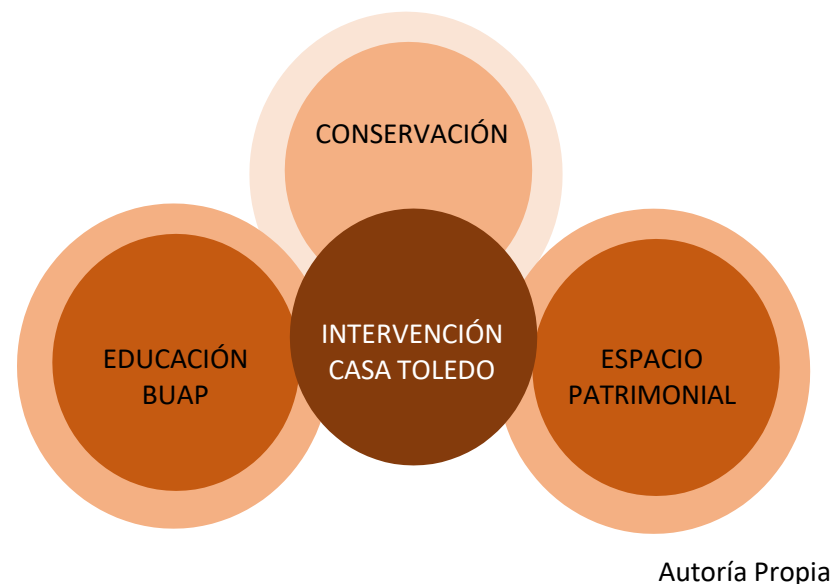 CONSERVACIÓN
INTERVENCIÓN
CASA TOLEDO
EDUCACIÓN
BUAP
ESPACIO
PATRIMONIAL
Autoría Propia